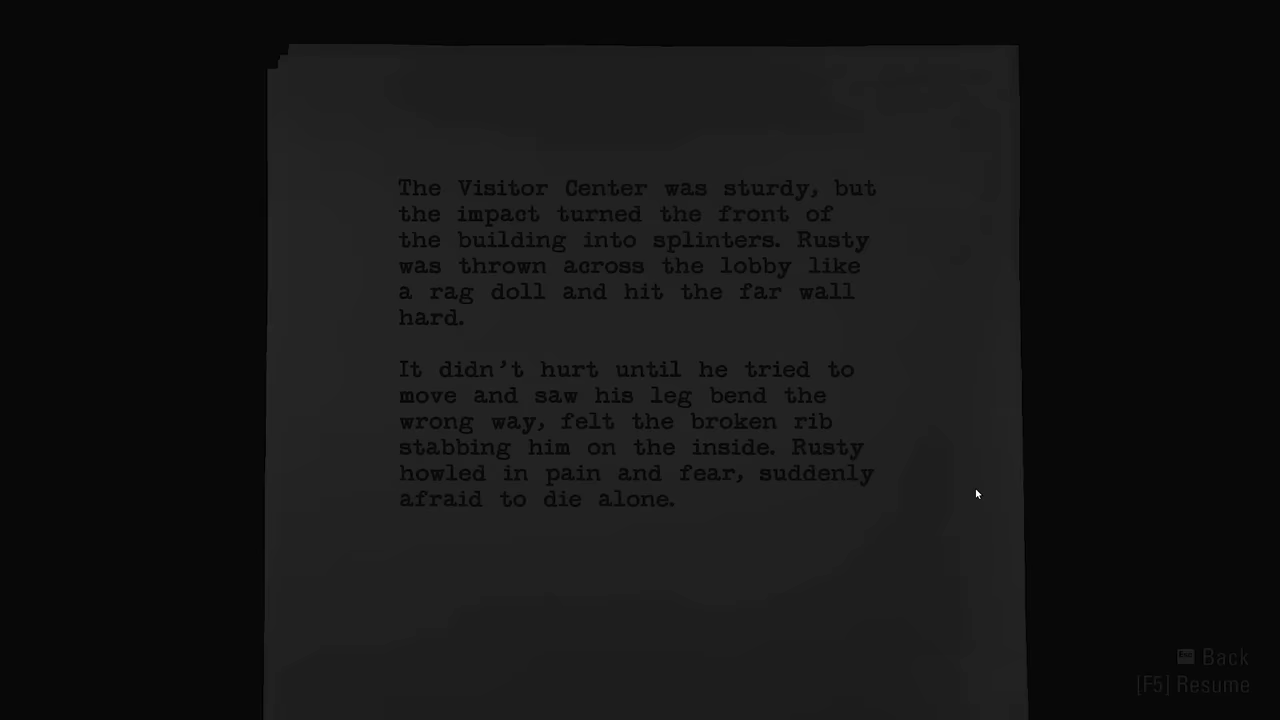 The Visitor Center was sturdy, but
the impact turned the front of
the building into splinters. Rusty
was thrown across the lobby like
a rag doll and hit the far wall
hard.
It didn't hurt until he tried to
move and saw his leg bend the
wrong way, felt the broken rib
stabbing him on the inside. Rusty
howled in pain and fear, suddenly
afraid to die alone.
Esc Back
[F5] Resume